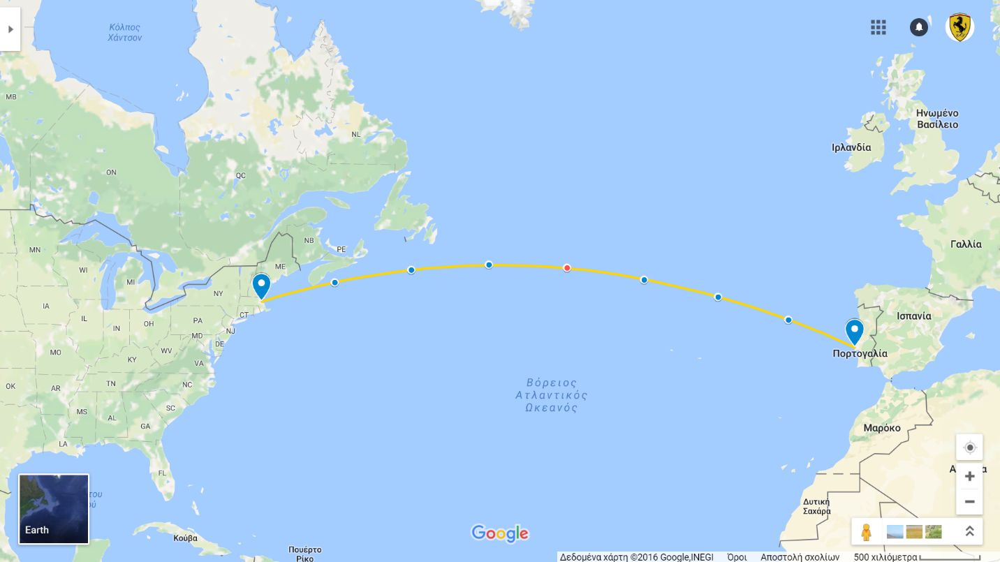 Κόλπος
Χάντσον
MB
Ηνωμένο
Βασίλειο
NL
Ιρλανδία
ON
QC
NB
PE
Γαλλία
MN
WI
ME
MI
NY
IA
CT
Ισπανία
IL
IN
OH
PA
NJ
MD
DE
MO
WV
Πορτογαλία
KY
VA
OK
AR
TN
NC
Βόρειος
Ατλαντικός
Ωκεανός
MS
AL
SC
GA
Μαρόκο
LA
FL
του
Δυτική
Σαχάρα
Earth
Google
Κούβα
Πουέρτο
Ρίκο
Δεδομένα χάρτη ©2016 Google,INEGI Όροι Αποστολή σχολίων 500 χιλιόμετρα